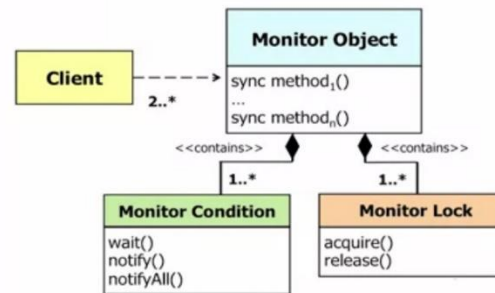 Monitor Object
Client
sync method₁()
...
2..*
sync methodₙ()
<<contains>>
<<contains>>
1..*
1..*
Monitor Condition
Monitor Lock
wait()
notify()
notifyAll()
acquire()
release()